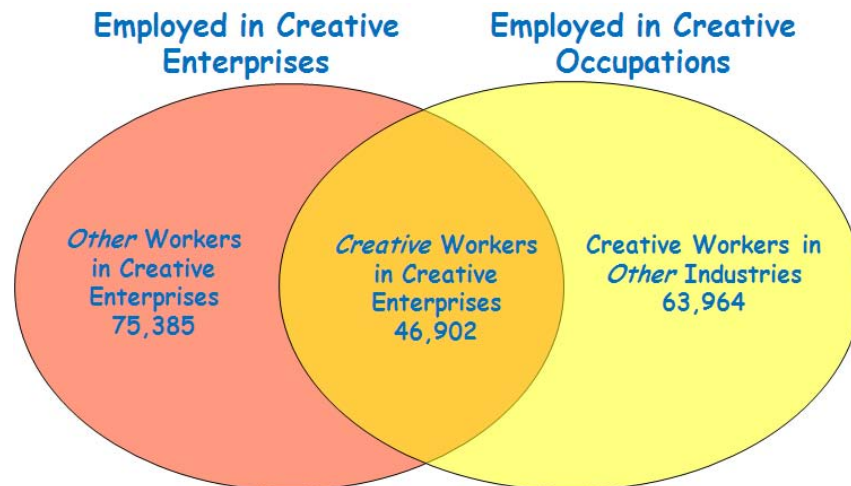 Employed in Creative
Enterprises
Employed in Creative
Occupations
Other Workers
in Creative
Enterprises
75,385
Creative Workers
in Creative
Enterprises
46,902
Creative Workers in
Other Industries
63,964